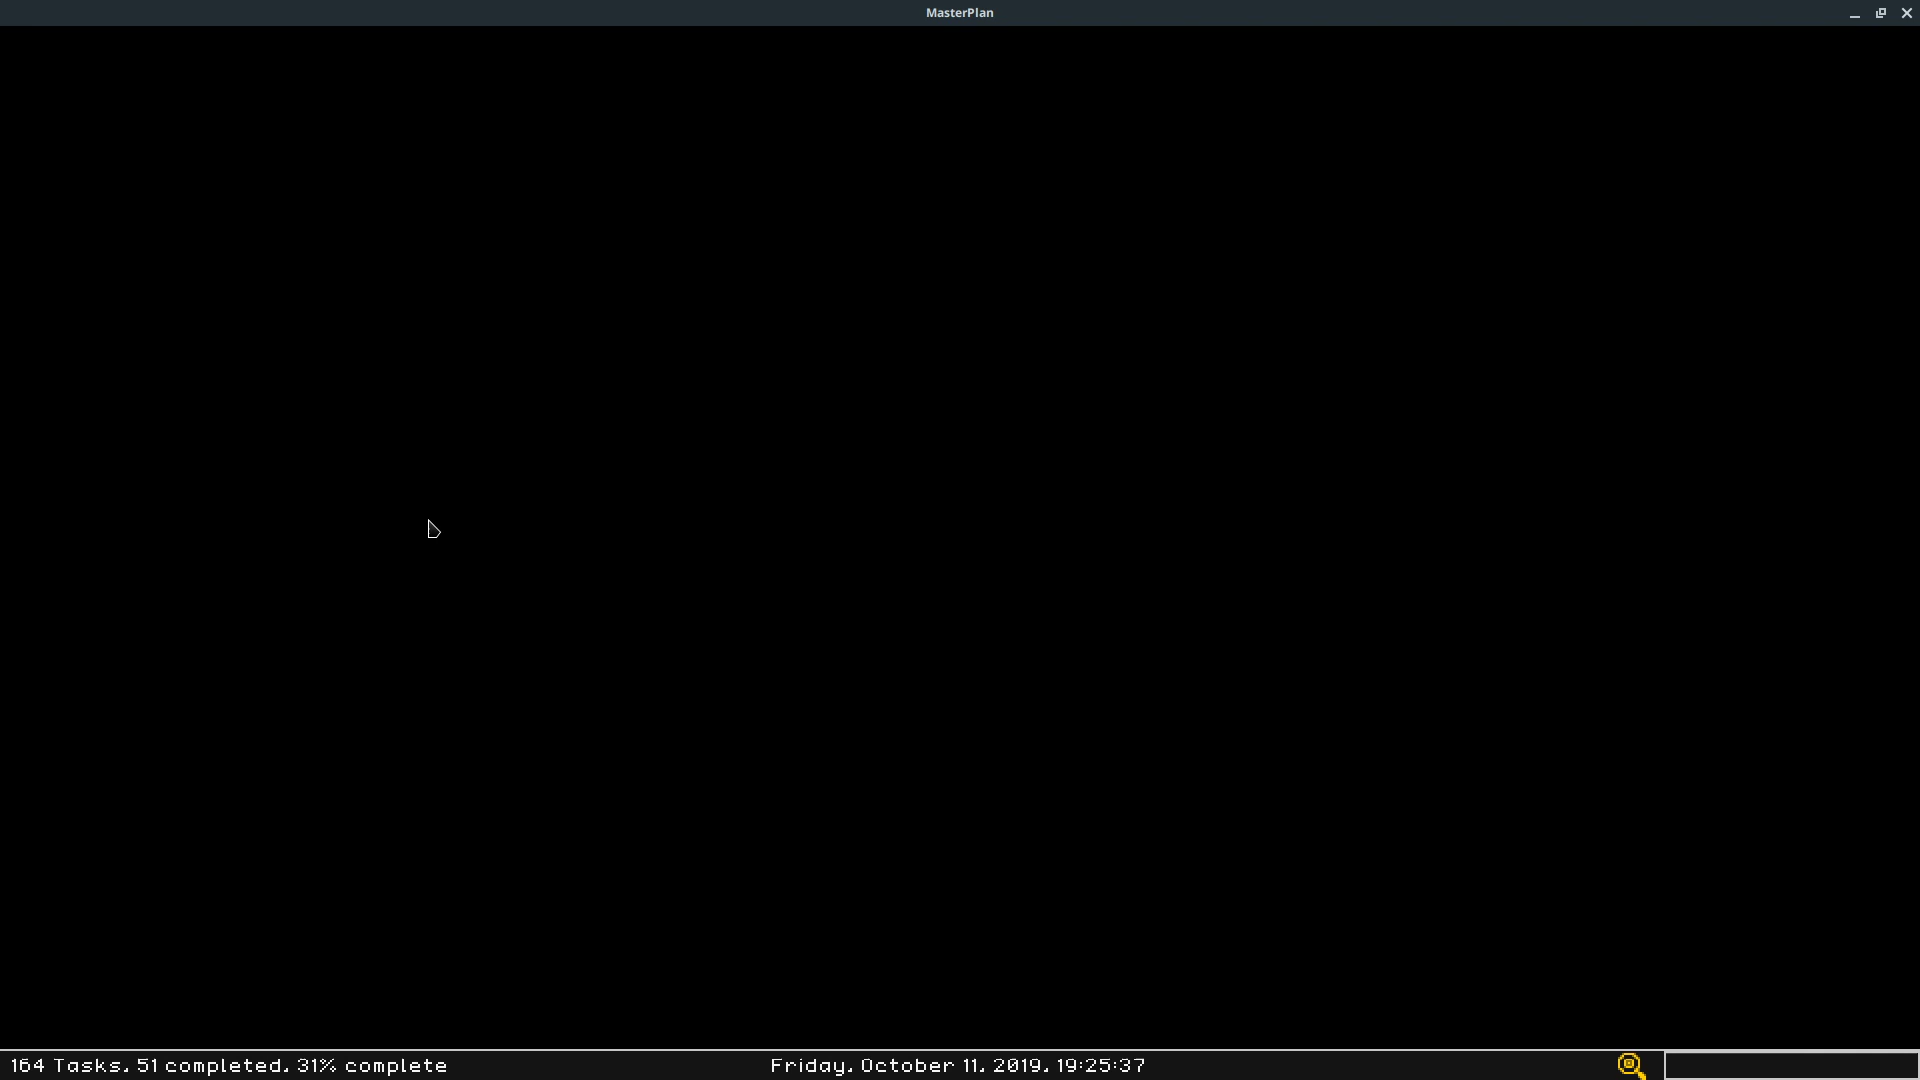 MasterPlan
164 Tasks, 51 completed, 31% complete
Friday, October 11, 2019, 19:25:37